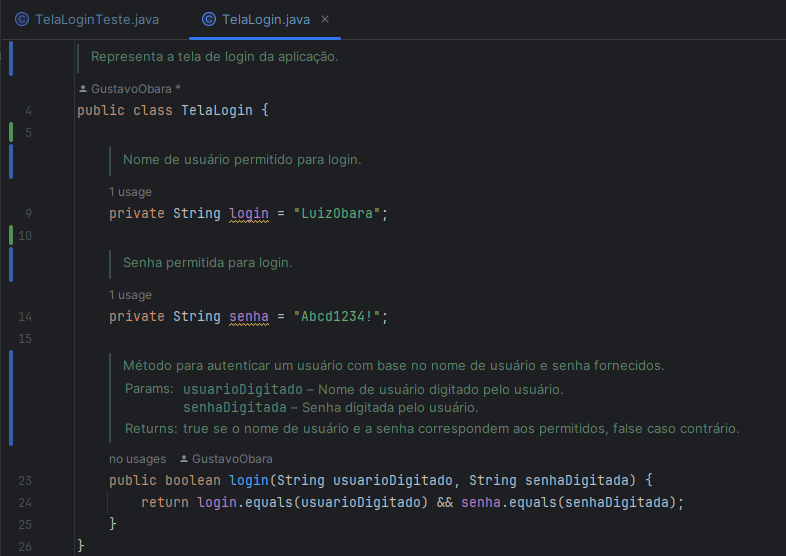 TelaLoginTeste.java TelaLogin.java
Representa a tela de login da aplicação.
GustavoObara *
4 public class TelaLogin {
5
Nome de usuário permitido para login.
1 usage
9 private String login = "LuizObara";
10
Senha permitida para login.
1 usage
14 private String senha = "Abcd1234!";
15
Método para autenticar um usuário com base no nome de usuário e senha fornecidos.
Params: usuarioDigitado – Nome de usuário digitado pelo usuário.
senhaDigitada – Senha digitada pelo usuário.
Returns: true se o nome de usuário e a senha correspondem aos permitidos, false caso contrário.
no usages GustavoObara
23 public boolean login(String usuarioDigitado, String senhaDigitada) {
24 return login.equals(usuarioDigitado) && senha.equals(senhaDigitada);
25 }
26 }